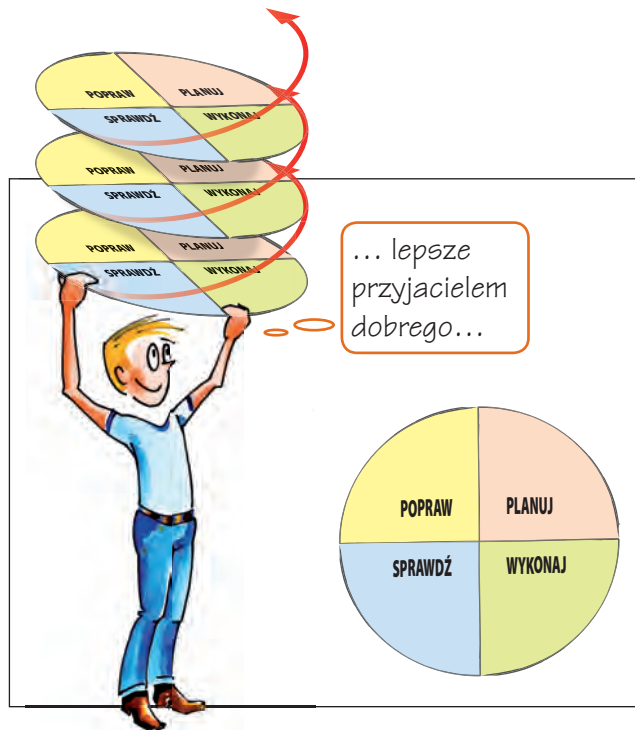 POPRAW PLANUJ
SPRAWDŹ WYKONAJ
POPRAW PLANUJ
SPRAWDŹ WYKONAJ
POPRAW PLANUJ
SPRAWDŹ WYKONAJ
... lepsze
przyjacielem
dobrego...
POPRAW PLANUJ
SPRAWDŹ WYKONAJ